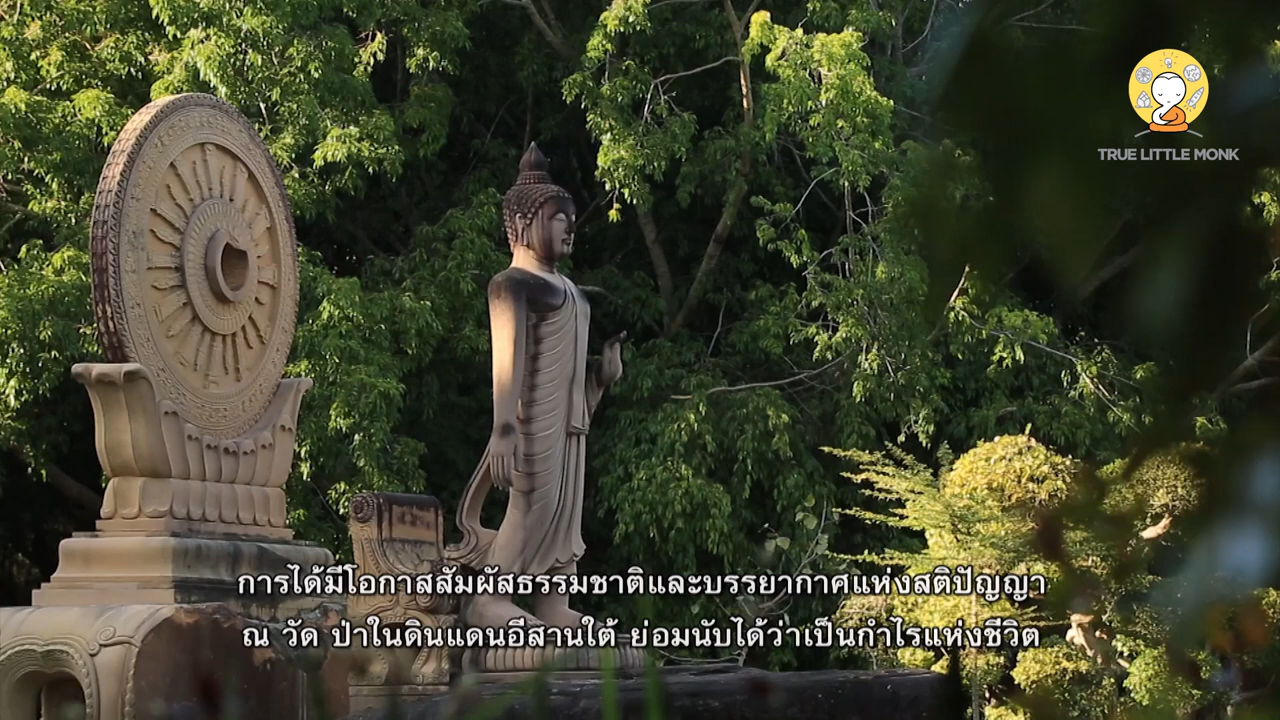 TRUE LITTLE MONK
การได้มีโอกาสสัมผัสธรรมชาติและบรรยากาศแห่งสติปัญญา
ณ วัด ป่าในดินแดนอีสานใต้ ย่อมนับได้ว่าเป็นกำไรแห่งชีวิต